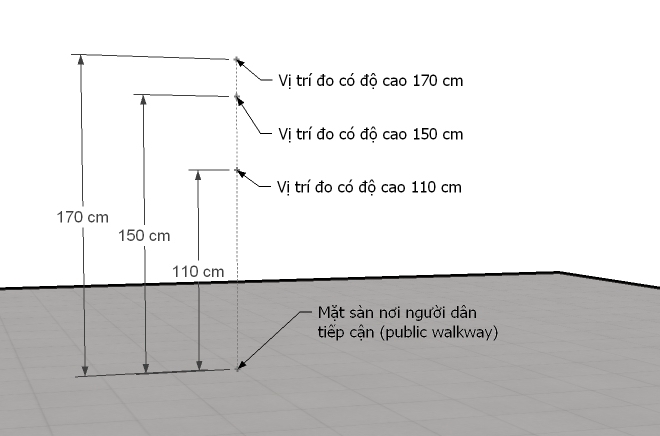 Vị trí đo có độ cao 170 cm
Vị trí đo có độ cao 150 cm
Vị trí đo có độ cao 110 cm
170 cm
150 cm
110 cm
Mặt sàn nơi người dân
tiếp cận (public walkway)